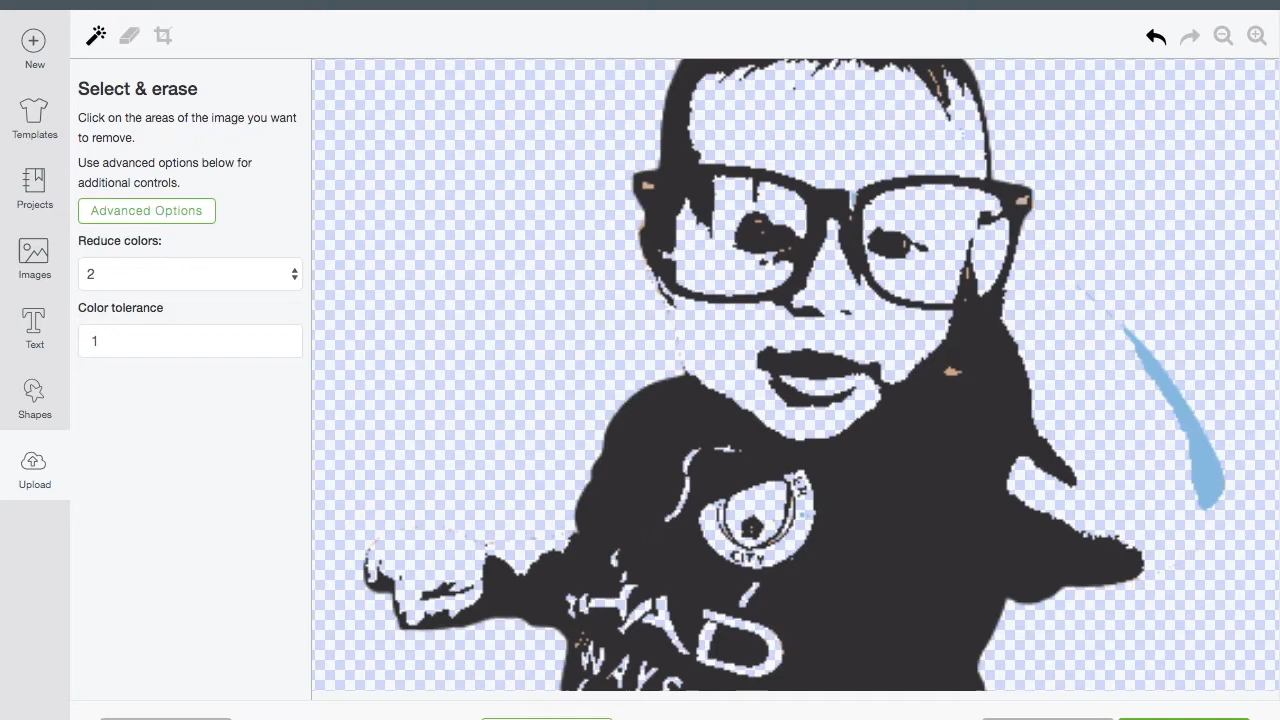 New
Templates
Projects
Images
Text
Shapes
Upload
Select & erase
Click on the areas of the image you want
to remove.
Use advanced options below for
additional controls.
Advanced Options
Reduce colors:
2
Color tolerance
1
CITY
WAYS